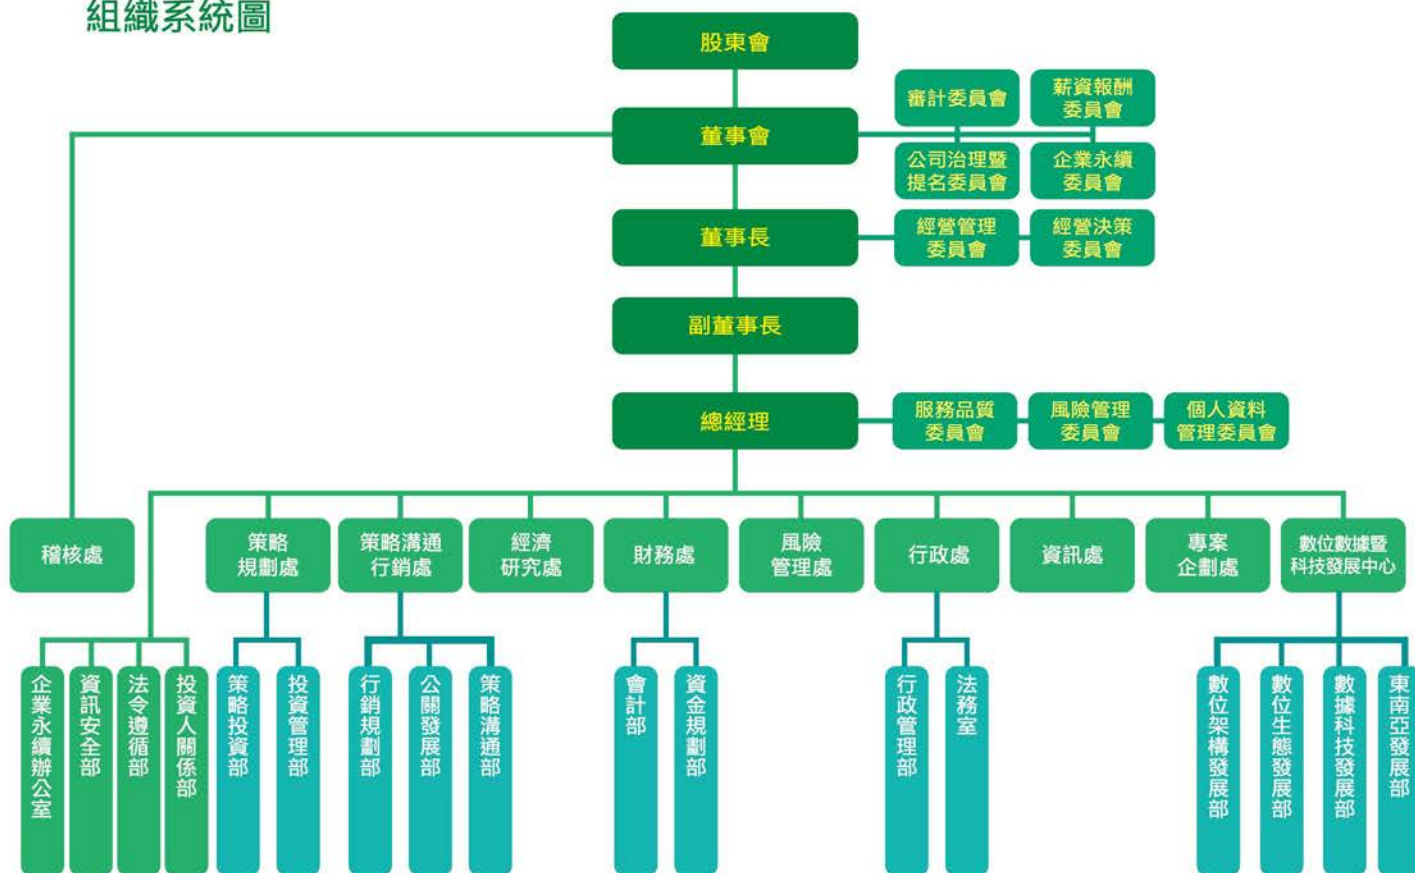 組織系統圖
股東會
董事會
審計委員會
薪資報酬
委員會
公司治理暨
提名委員會
企業永續
委員會
董事長
經營管理
委員會
經營決策
委員會
副董事長
總經理
服務品質
委員會
風險管理
委員會
個人資料
管理委員會
稽核處
策略
規劃處
策略溝通
行銷處
經濟
研究處
財務處
風險
管理處
行政處
資訊處
專案
企劃處
數位數據暨
科技發展中心
企業永續辦公室
資訊安全部
法令遵循部
投資人關係部
策略投資部
投資管理部
行銷規劃部
公關發展部
策略溝通部
會計部
資金規劃部
行政管理部
法務室
數位架構發展部
數位生態發展部
數據科技發展部
東南亞發展部